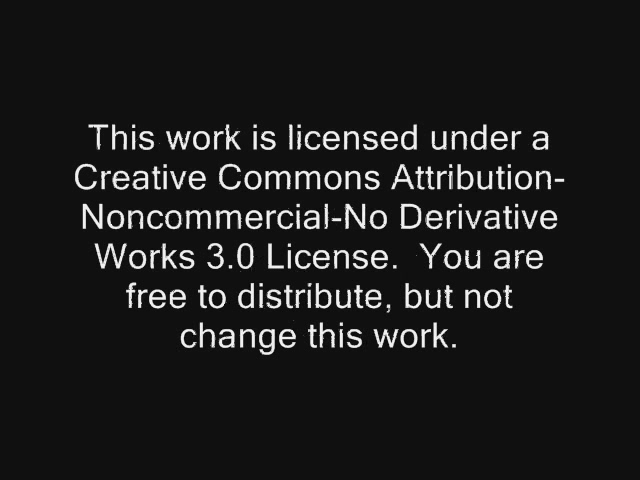 This work is licensed under a
Creative Commons Attribution-
Noncommercial-No Derivative
Works 3.0 License.  You are
free to distribute, but not
change this work.